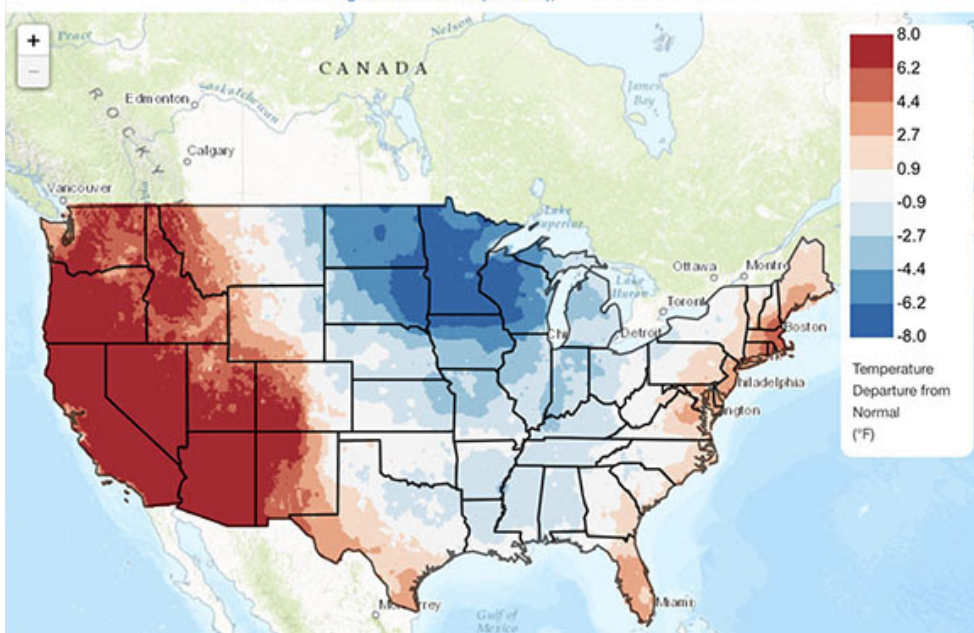 +
−
Peace
Nelson
CANADA
James
Bay
Edmonton
Saskatchewan
ROCKY
Calgary
Vancouver
Lake
Superior
Ottawa
Montre
Lake
Huron
Toront
Boston
Chi
Detroit
Philadelphia
ington
Miami
Gulf of
Mexico
8.0
6.2
4.4
2.7
0.9
-0.9
-2.7
-4.4
-6.2
-8.0
Temperature
Departure from
Normal
(°F)